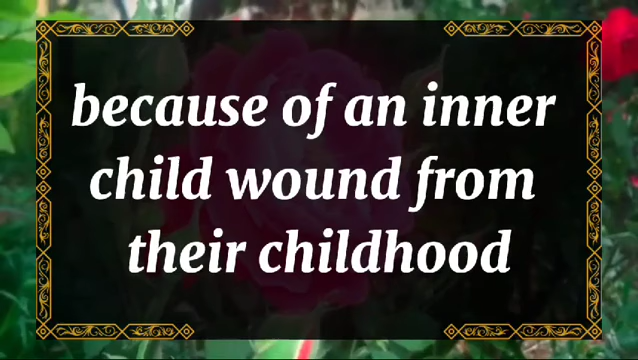 because of an inner
child wound from
their childhood